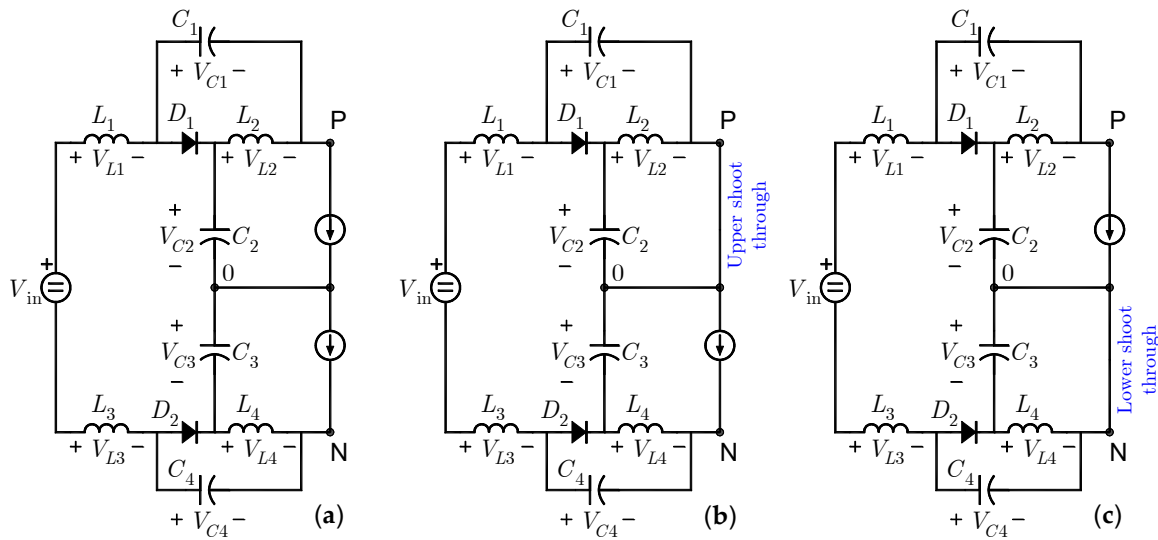 C1
+ VC1 −
L1
D1
L2
P
+ VL1 −
+ VL2 −
+
VC2
−
C2
0
+
Vin
+
VC3
−
C3
L3
D2
L4
N
+ VL3 −
+ VL4 −
C4
+ VC4 −
(a)
C1
+ VC1 −
L1
D1
L2
P
+ VL1 −
+ VL2 −
Upper shoot
through
+
VC2
−
C2
0
+
Vin
+
VC3
−
C3
L3
D2
L4
N
+ VL3 −
+ VL4 −
C4
+ VC4 −
(b)
C1
+ VC1 −
L1
D1
L2
P
+ VL1 −
+ VL2 −
+
VC2
−
C2
0
+
Vin
+
VC3
−
C3
Lower shoot
through
L3
D2
L4
N
+ VL3 −
+ VL4 −
C4
+ VC4 −
(c)